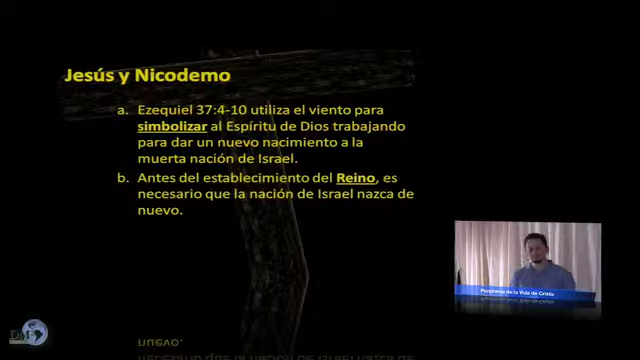 Jesús y Nicodemo
a. Ezequiel 37:4-10 utiliza el viento para
simbolizar al Espíritu de Dios trabajando
para dar un nuevo nacimiento a la
muerta nación de Israel.
b. Antes del establecimiento del Reino, es
necesario que la nación de Israel nazca de
nuevo.
Panorama de la Vida de Cristo
DM
nuevo.